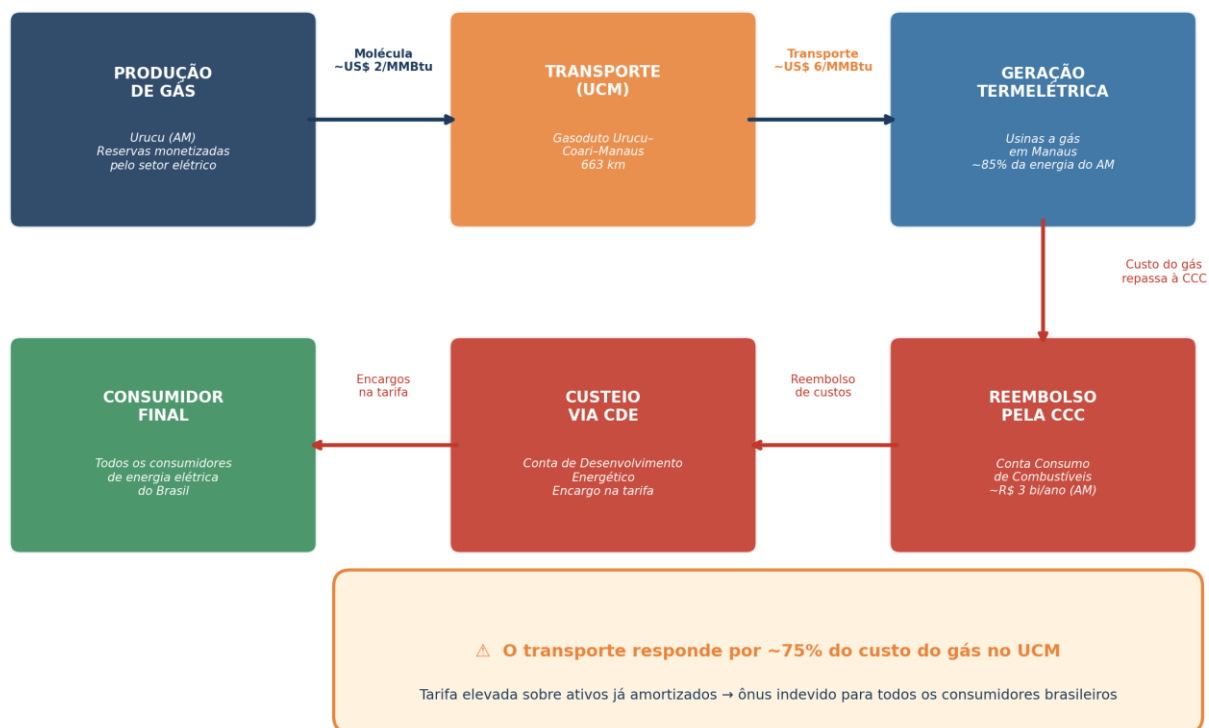 PRODUÇÃO
DE GÁS
Urucu (AM)
Reservas monetizadas
pelo setor elétrico
Molécula
~US$ 2/MMBtu
TRANSPORTE
(UCM)
Gasoduto Urucu–
Coari–Manaus
663 km
Transporte
~US$ 6/MMBtu
GERAÇÃO
TERMELÉTRICA
Usinas a gás
em Manaus
~85% da energia do AM
Custo do gás
repassa à CCC
CONSUMIDOR
FINAL
Todos os consumidores
de energia elétrica
do Brasil
Encargos
na tarifa
CUSTEIO
VIA CDE
Conta de Desenvolvimento
Energético
Encargo na tarifa
Reembolso
de custos
REEMBOLSO
PELA CCC
Conta Consumo
de Combustíveis
~R$ 3 bi/ano (AM)
⚠ O transporte responde por ~75% do custo do gás no UCM
Tarifa elevada sobre ativos já amortizados → ônus indevido para todos os consumidores brasileiros